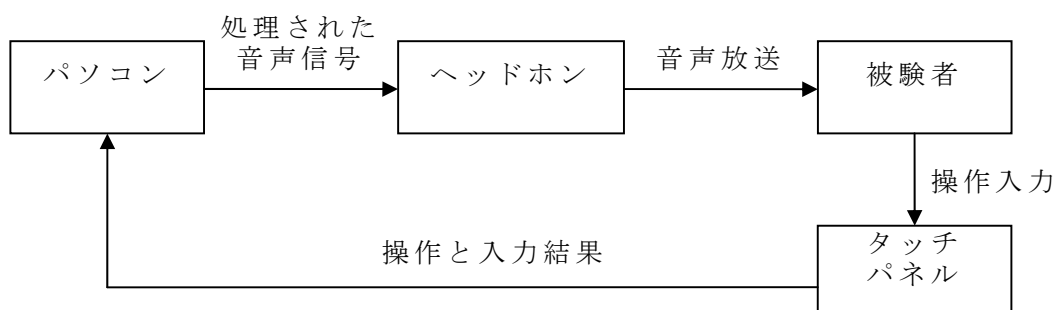 処理された
音声信号
パソコン
ヘッドホン
音声放送
被験者
操作入力
タッチ
パネル
操作と入力結果